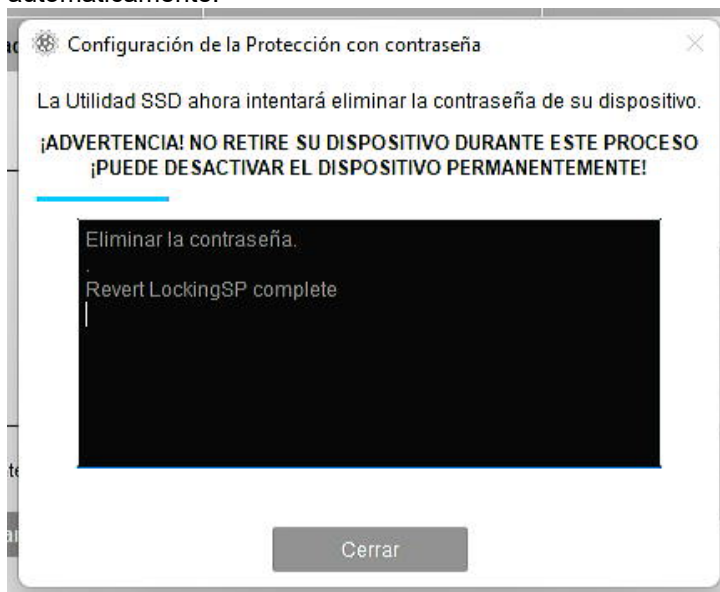 automáticamente.
Configuración de la Protección con contraseña
La Utilidad SSD ahora intentará eliminar la contraseña de su dispositivo.
¡ADVERTENCIA! NO RETIRE SU DISPOSITIVO DURANTE ESTE PROCESO
¡PUEDE DESACTIVAR EL DISPOSITIVO PERMANENTEMENTE!
Eliminar la contraseña.
.
Revert LockingSP complete
Cerrar